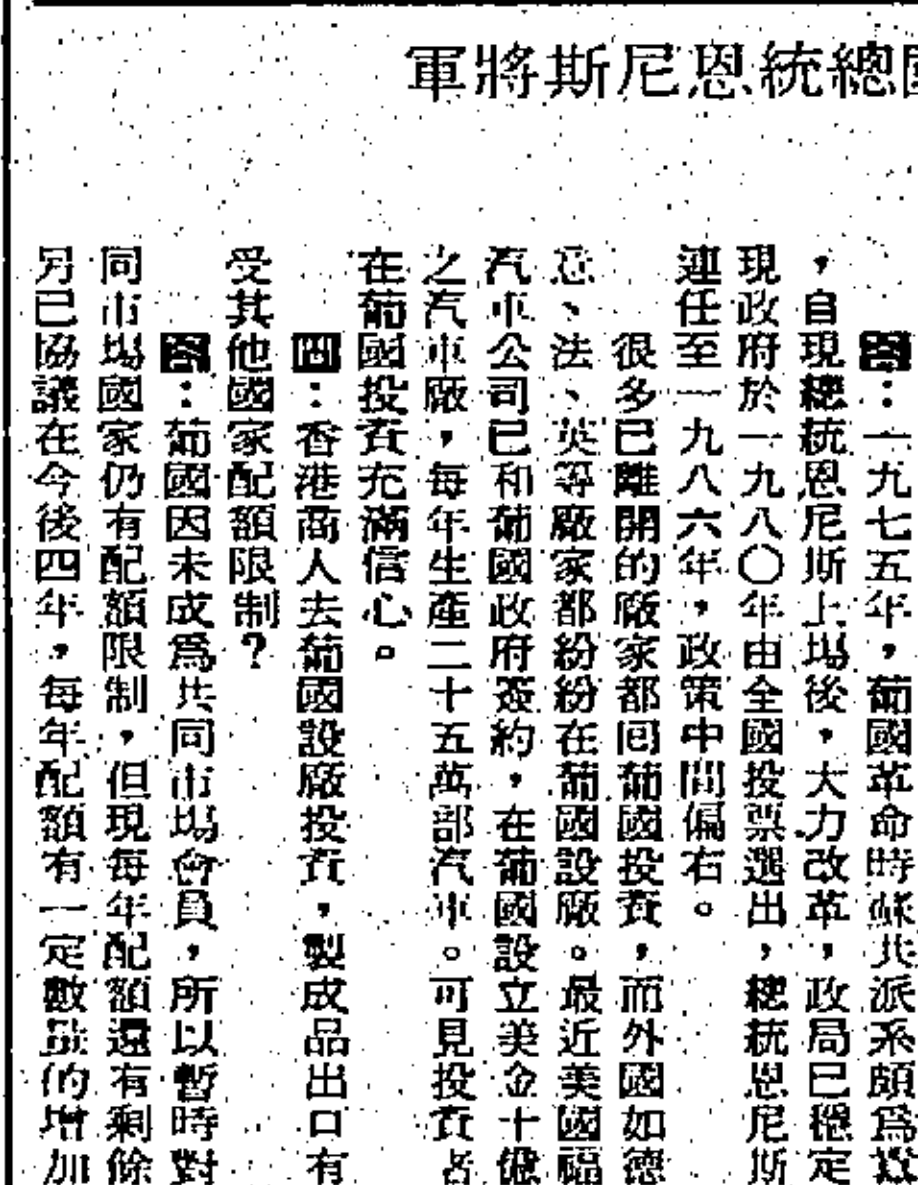 軍將斯尼恩統總國
答：一九七五年，葡國革命時蘇共派系頗爲激
，自現總統恩尼斯上場後，大力改革，政局已穩定
現政府於一九八〇年由全國投票選出，總統恩尼斯
連任至一九八六年，政策中間偏右。
很多已離開的廠家都囘葡國投資，而外國如德
意、法、英等廠家都紛紛在葡國設廠。最近美國福
汽車公司已和葡國政府簽約，在葡國設立美金十億
之汽車廠，每年生產二十五萬部汽車。可見投資者
在葡國投資充滿信心。
問：香港商人去葡國設廠投資，製成品出口有
受其他國家配額限制？
答：葡國因未成爲共同市場會員，所以暫時對
同市場國家仍有配額限制，但現每年配額還有剩餘
另已協議在今後四年，每年配額有一定數量的增加